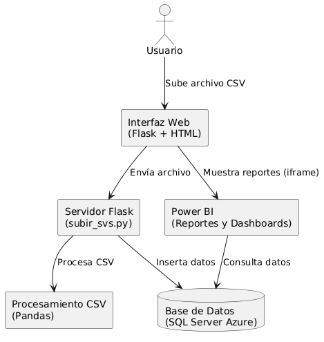 Usuario
Sube archivo CSV
Interfaz Web
(Flask + HTML)
Envía archivo
Muestra reportes (iframe)
Servidor Flask
(subir_svs.py)
Power BI
(Reportes y Dashboards)
Procesa CSV
Inserta datos
Consulta datos
Procesamiento CSV
(Pandas)
Base de Datos
(SQL Server Azure)